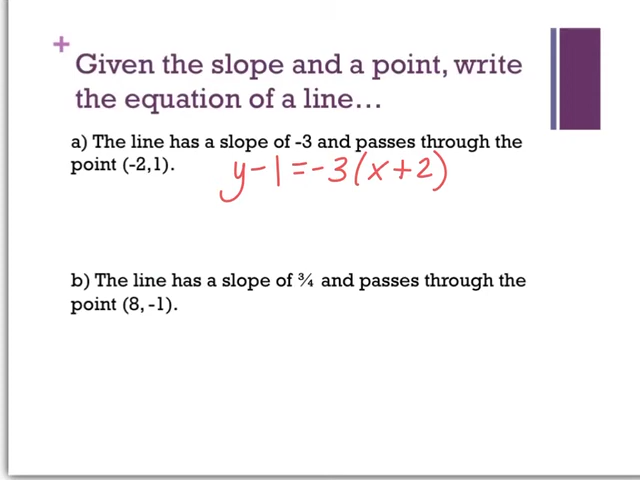 +
Given the slope and a point, write
the equation of a line…
a) The line has a slope of -3 and passes through the
point (-2,1).
y-1=-3(x+2)
b) The line has a slope of ¾ and passes through the
point (8, -1).